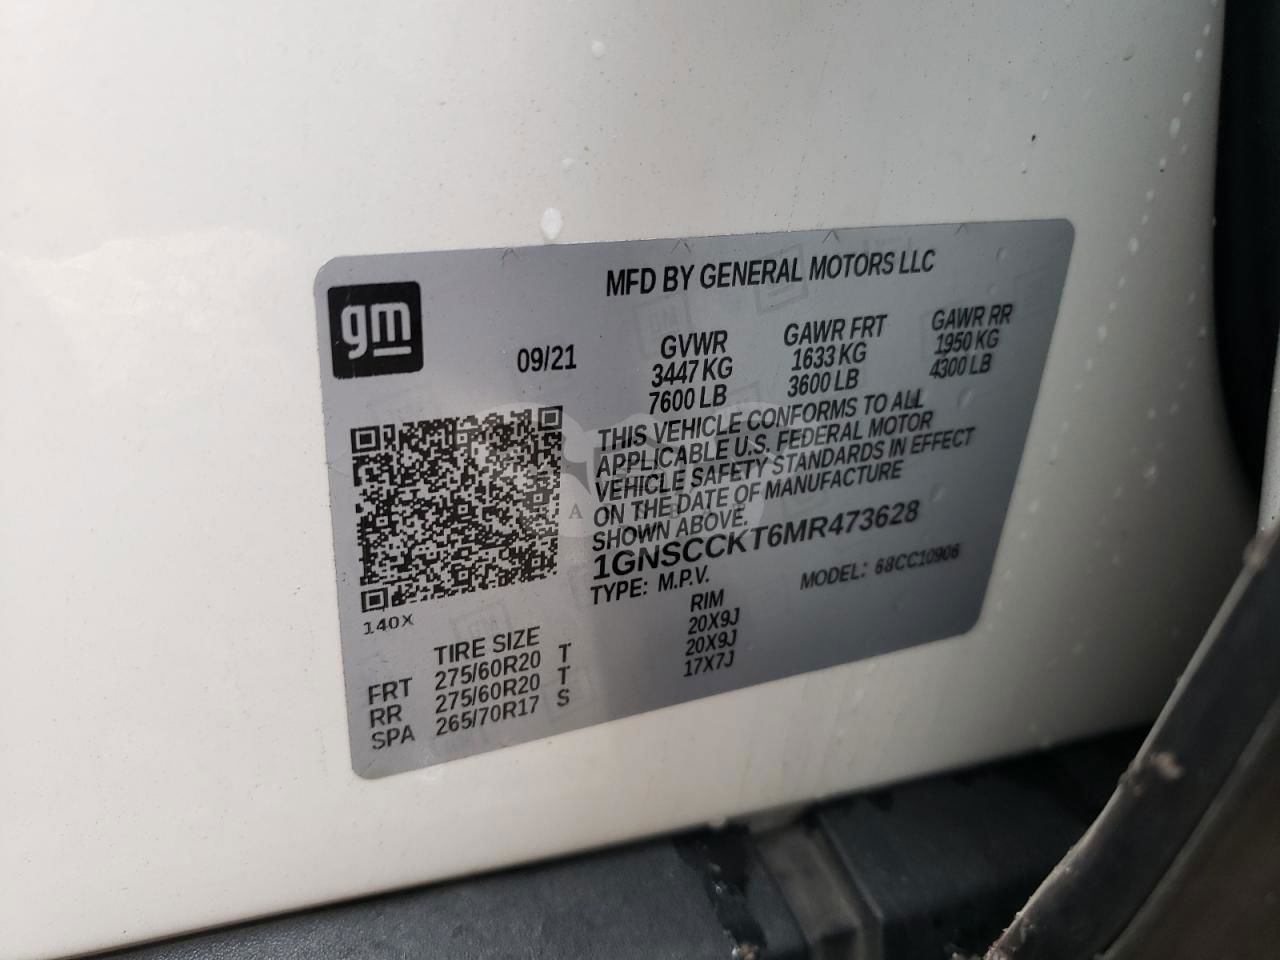 MFD BY GENERAL MOTORS LLC
gm
09/21
GVWR GAWR FRT GAWR RR
3447 KG 1633 KG 1950 KG
7600 LB 3600 LB 4300 LB
THIS VEHICLE CONFORMS TO ALL
APPLICABLE U.S. FEDERAL MOTOR
VEHICLE SAFETY STANDARDS IN EFFECT
ON THE DATE OF MANUFACTURE
SHOWN ABOVE.
1GNSCCKT6MR473628
TYPE: M.P.V. MODEL: 68CC10906
140X
TIRE SIZE RIM
FRT 275/60R20 T 20X9J
RR 275/60R20 T 20X9J
SPA 265/70R17 S 17X7J